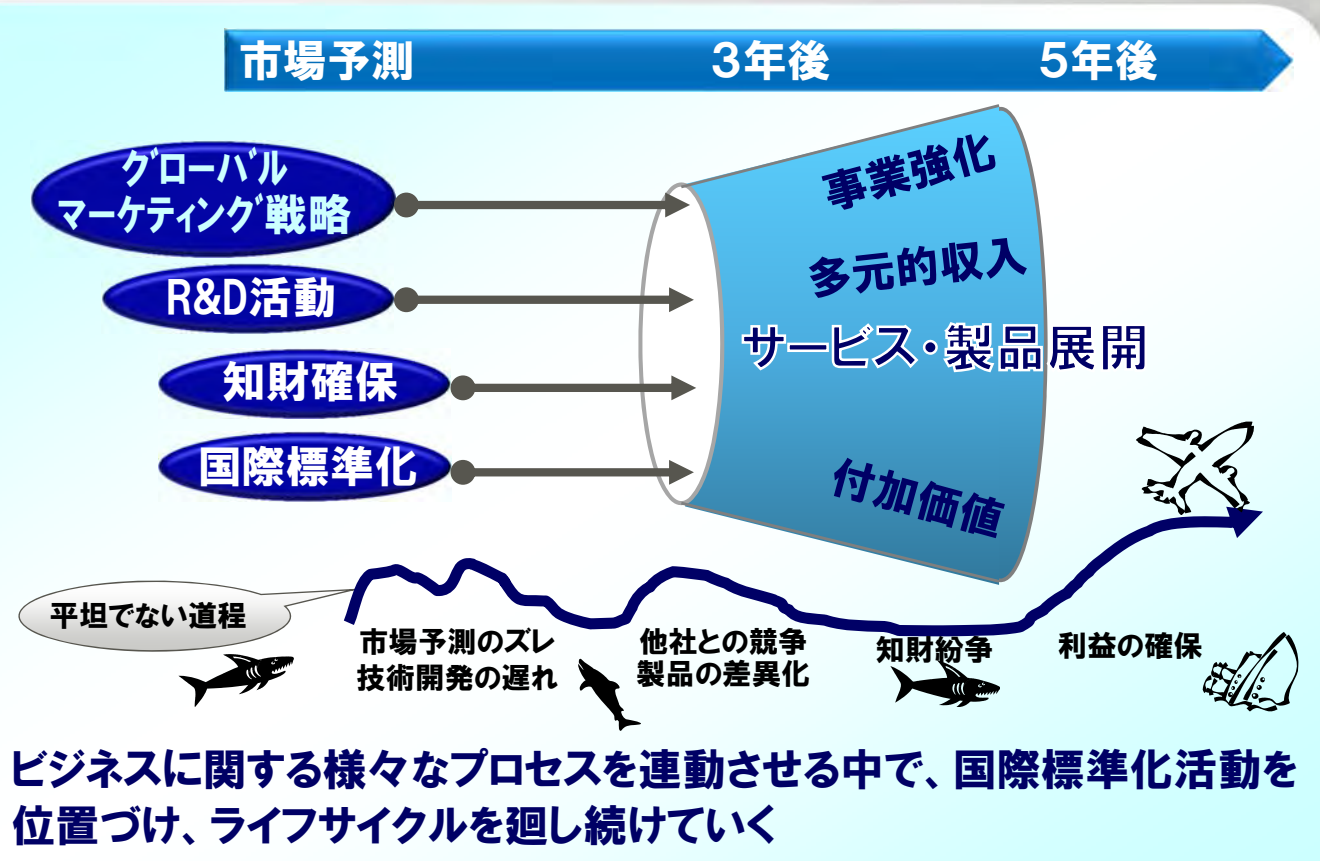 市場予測 3年後 5年後
グローバル
マーケティング戦略
R&D活動
知財確保
国際標準化
事業強化
多元的収入
サービス・製品展開
付加価値
平坦でない道程
市場予測のズレ
技術開発の遅れ
他社との競争
製品の差異化
知財紛争
利益の確保
ビジネスに関する様々なプロセスを連動させる中で、国際標準化活動を
位置づけ、ライフサイクルを廻し続けていく